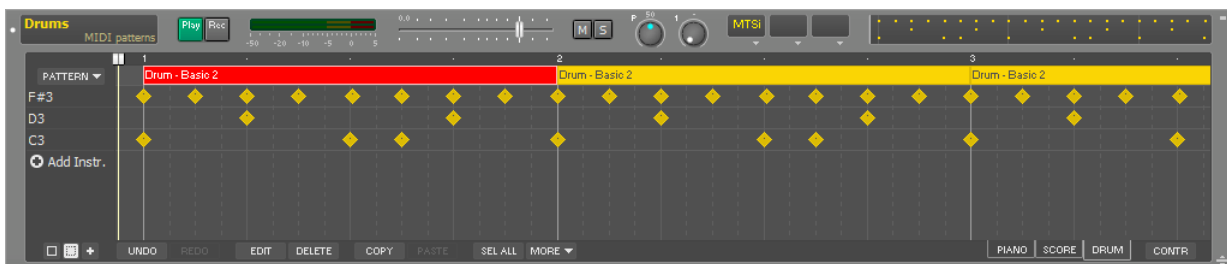 Drums
MIDI patterns
Play Rec
-50 -20 -10 -5 0 5
0.0
M S
P 50
1
MTSi
1 2 3
PATTERN
Drum - Basic 2 Drum - Basic 2 Drum - Basic 2
F#3
D3
C3
Add Instr.
UNDO REDO EDIT DELETE COPY PASTE SEL ALL MORE PIANO SCORE DRUM CONTR